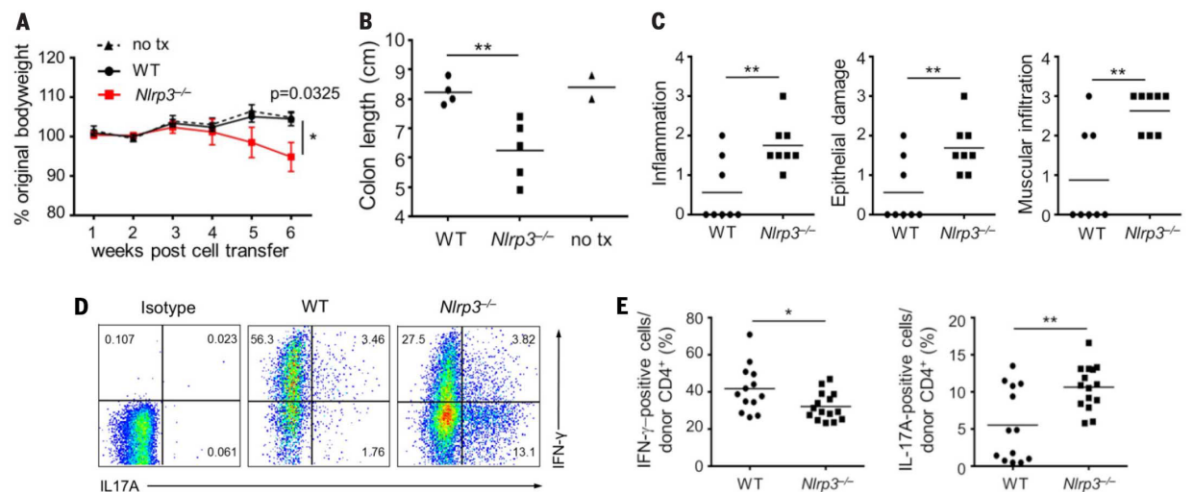 A
no tx
WT
Nlrp3–/–
p=0.0325
*
% original bodyweight
120
110
100
90
80
1 2 3 4 5 6
weeks post cell transfer
B
**
Colon length (cm)
10
9
8
7
6
5
4
WT Nlrp3–/– no tx
C
**
Inflammation
4
3
2
1
0
WT Nlrp3–/–
**
Epithelial damage
4
3
2
1
0
WT Nlrp3–/–
**
Muscular infiltration
4
3
2
1
0
WT Nlrp3–/–
D
Isotype WT Nlrp3–/–
0.107 0.023 56.3 3.46 27.5 3.82
0.061 1.76 13.1
IFN-γ
IL17A
E
*
IFN-γ–positive cells/
donor CD4+ (%)
80
60
40
20
0
WT Nlrp3–/–
**
IL-17A-positive cells/
donor CD4+ (%)
20
15
10
5
0
WT Nlrp3–/–